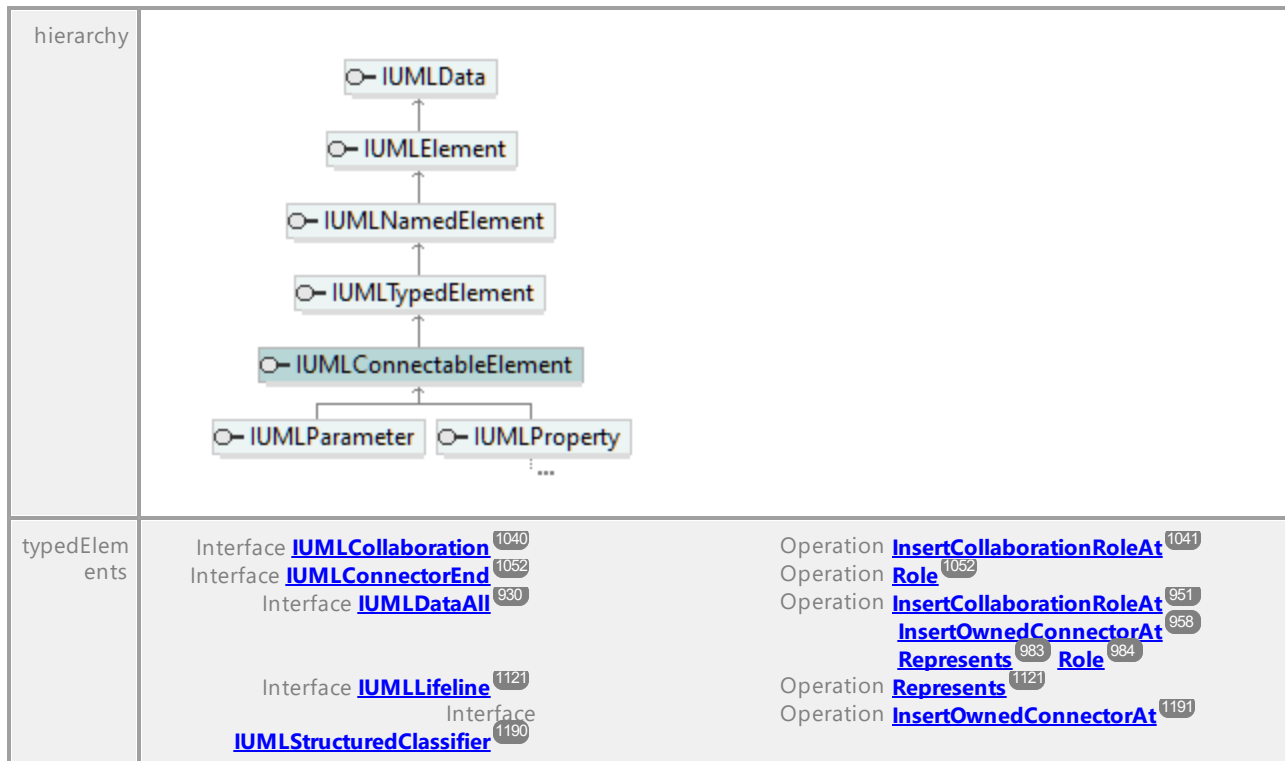 hierarchy
IUMLData
IUMLElement
IUMLNamedElement
IUMLTypedElement
IUMLConnectableElement
IUMLParameter IUMLProperty
...
typedElem
ents
Interface IUMLCollaboration 1040 Operation InsertCollaborationRoleAt 1041
Interface IUMLConnectorEnd 1052 Operation Role 1052
Interface IUMLDataAll 930 Operation InsertCollaborationRoleAt 951
InsertOwnedConnectorAt 958
Represents 983 Role 984
Interface IUMLLifeline 1121 Operation Represents 1121
Interface Operation InsertOwnedConnectorAt 1191
IUMLStructuredClassifier 1190